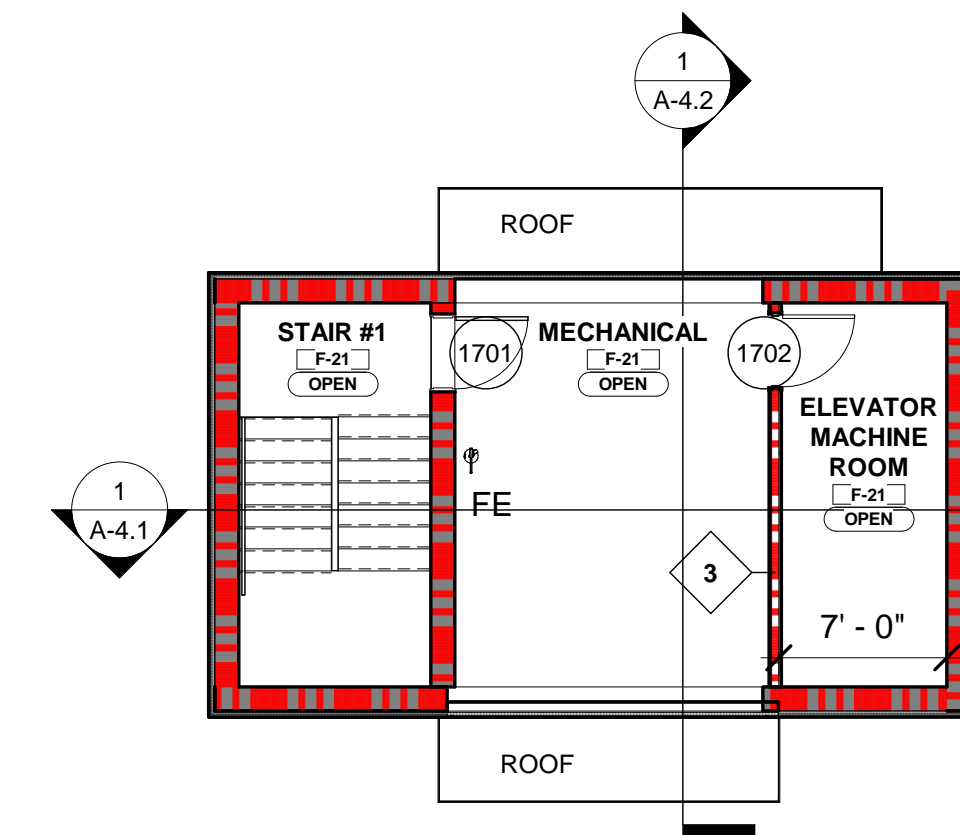 1
A-4.2
ROOF
STAIR #1
F-21
OPEN
1701
MECHANICAL
F-21
OPEN
1702
ELEVATOR
MACHINE
ROOM
F-21
OPEN
FE
1
A-4.1
3
7' - 0"
ROOF